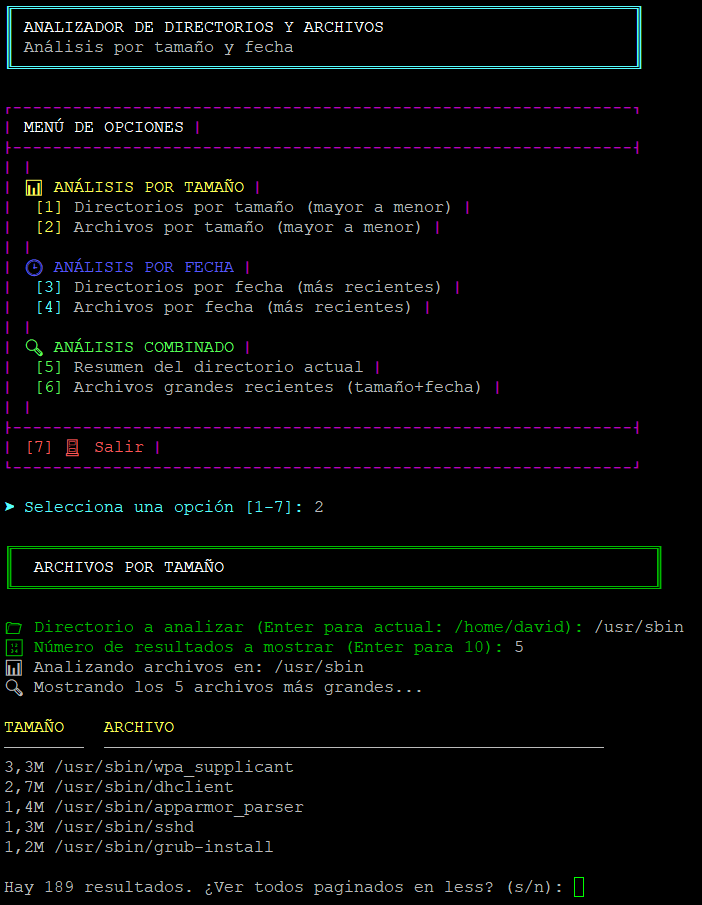 ANALIZADOR DE DIRECTORIOS Y ARCHIVOS
Análisis por tamaño y fecha
MENÚ DE OPCIONES
ANÁLISIS POR TAMAÑO
[1] Directorios por tamaño (mayor a menor)
[2] Archivos por tamaño (mayor a menor)
ANÁLISIS POR FECHA
[3] Directorios por fecha (más recientes)
[4] Archivos por fecha (más recientes)
ANÁLISIS COMBINADO
[5] Resumen del directorio actual
[6] Archivos grandes recientes (tamaño+fecha)
[7] Salir
➤ Selecciona una opción [1-7]: 2
ARCHIVOS POR TAMAÑO
Directorio a analizar (Enter para actual: /home/david): /usr/sbin
Número de resultados a mostrar (Enter para 10): 5
Analizando archivos en: /usr/sbin
Mostrando los 5 archivos más grandes...
TAMAÑO ARCHIVO
3,3M /usr/sbin/wpa_supplicant
2,7M /usr/sbin/dhclient
1,4M /usr/sbin/apparmor_parser
1,3M /usr/sbin/sshd
1,2M /usr/sbin/grub-install
Hay 189 resultados. ¿Ver todos paginados en less? (s/n):